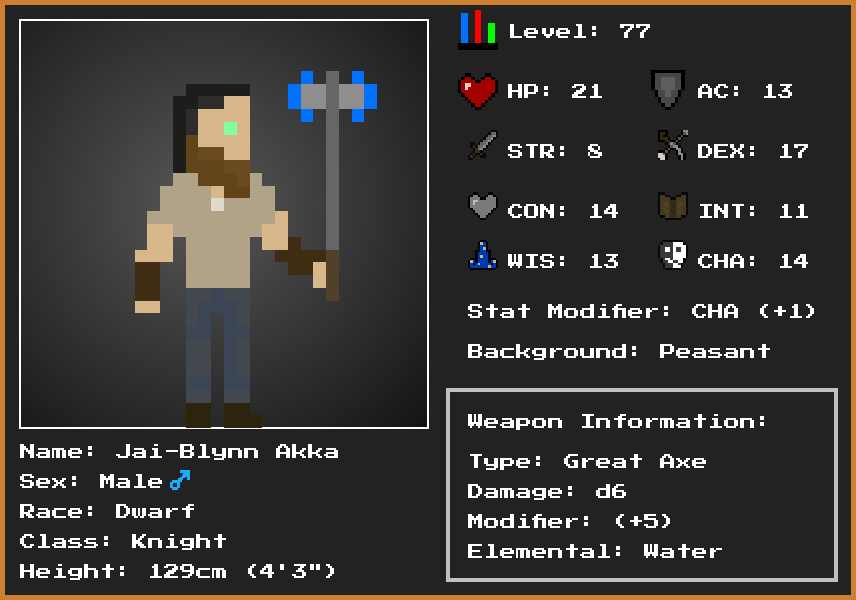 Level: 77
HP: 21 AC: 13
STR: 8 DEX: 17
CON: 14 INT: 11
WIS: 13 CHA: 14
Stat Modifier: CHA (+1)
Background: Peasant
Weapon Information:
Type: Great Axe
Damage: d6
Modifier: (+5)
Elemental: Water
Name: Jai-Blynn Akka
Sex: Male ♂
Race: Dwarf
Class: Knight
Height: 129cm (4'3")